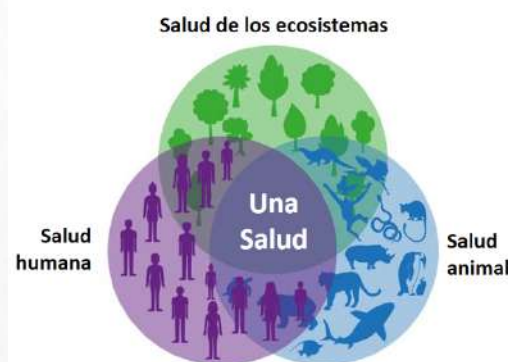 Salud de los ecosistemas
Una
Salud
Salud
humana
Salud
animal